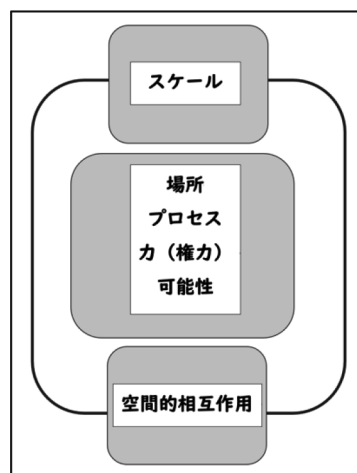 スケール
場所
プロセス
力（権力）
可能性
空間的相互作用